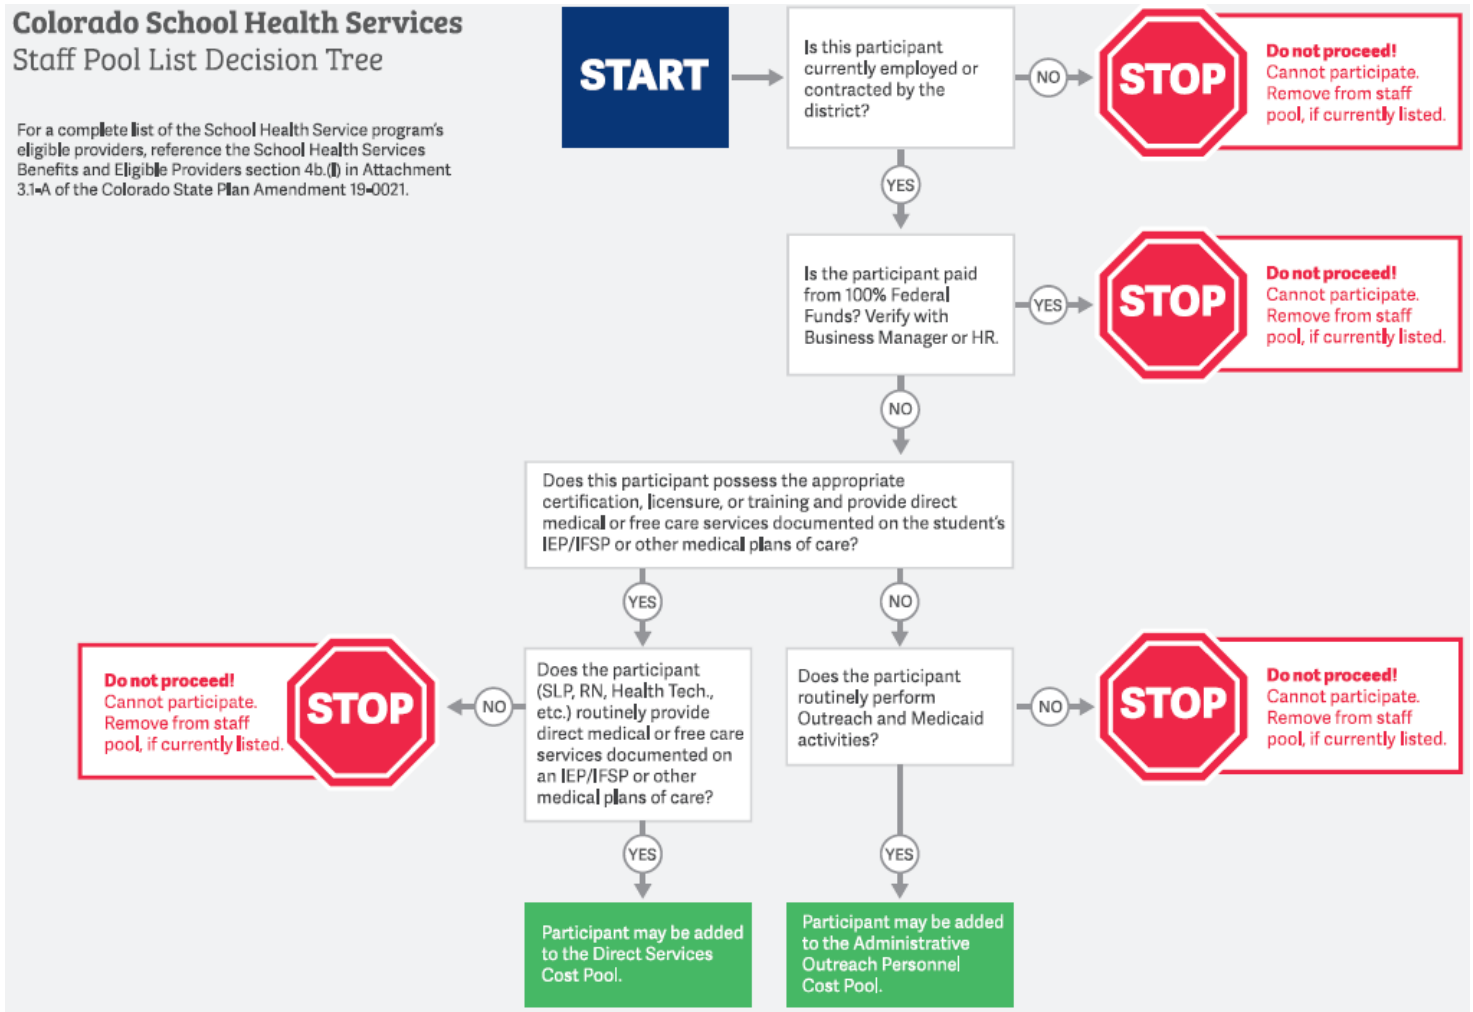 Colorado School Health Services
Staff Pool List Decision Tree
For a complete list of the School Health Service program's
eligible providers, reference the School Health Services
Benefits and Eligible Providers section 4b.(I) in Attachment
3.1-A of the Colorado State Plan Amendment 19-0021.
START
Is this participant
currently employed or
contracted by the
district?
NO
STOP
Do not proceed!
Cannot participate.
Remove from staff
pool, if currently listed.
YES
Is the participant paid
from 100% Federal
Funds? Verify with
Business Manager or HR.
YES
STOP
Do not proceed!
Cannot participate.
Remove from staff
pool, if currently listed.
NO
Does this participant possess the appropriate
certification, licensure, or training and provide direct
medical or free care services documented on the student's
IEP/IFSP or other medical plans of care?
YES
NO
Do not proceed!
Cannot participate.
Remove from staff
pool, if currently listed.
STOP
NO
Does the participant
(SLP, RN, Health Tech.,
etc.) routinely provide
direct medical or free care
services documented on
an IEP/IFSP or other
medical plans of care?
Does the participant
routinely perform
Outreach and Medicaid
activities?
NO
STOP
Do not proceed!
Cannot participate.
Remove from staff
pool, if currently listed.
YES
YES
Participant may be added
to the Direct Services
Cost Pool.
Participant may be added
to the Administrative
Outreach Personnel
Cost Pool.